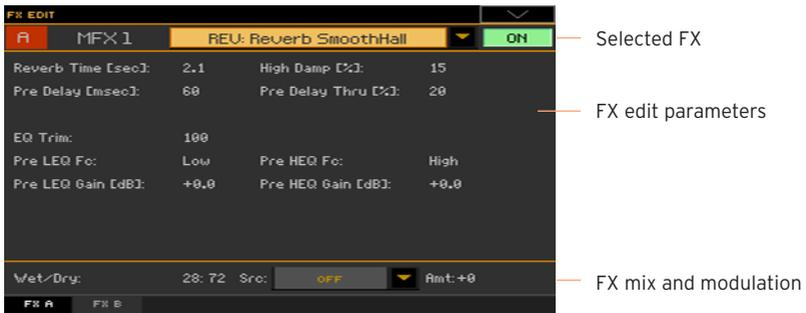 FX EDIT
A MFX 1 REV: Reverb SmoothHall ON
Selected FX
Reverb Time [sec]: 2.1 High Damp [%]: 15
Pre Delay [msec]: 60 Pre Delay Thru [%]: 20
FX edit parameters
EQ Trim: 100
Pre LEQ Fc: Low Pre HEQ Fc: High
Pre LEQ Gain [dB]: +0.0 Pre HEQ Gain [dB]: +0.0
Wet/Dry: 28: 72 Src: OFF Amt:+0
FX mix and modulation
FX A FX B